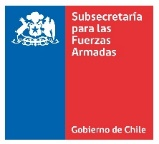 Subsecretaría
para las
Fuerzas
Armadas
Gobierno de Chile